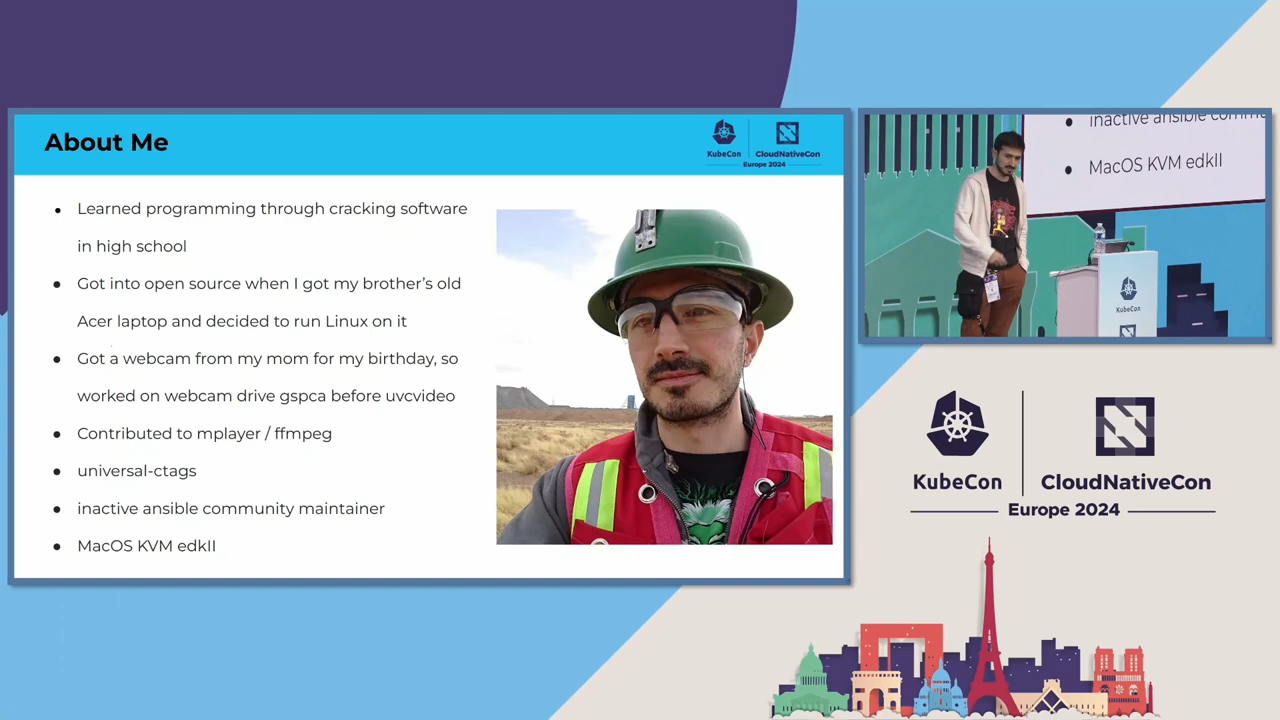 About Me
KubeCon
CloudNativeCon
Europe 2024
Learned programming through cracking software
in high school
Got into open source when I got my brother’s old
Acer laptop and decided to run Linux on it
Got a webcam from my mom for my birthday, so
worked on webcam drive gspca before uvcvideo
Contributed to mplayer / ffmpeg
universal-ctags
inactive ansible community maintainer
MacOS KVM edkII
inactive ansible comm
MacOS KVM edkII
KubeCon
KubeCon
CloudNativeCon
Europe 2024